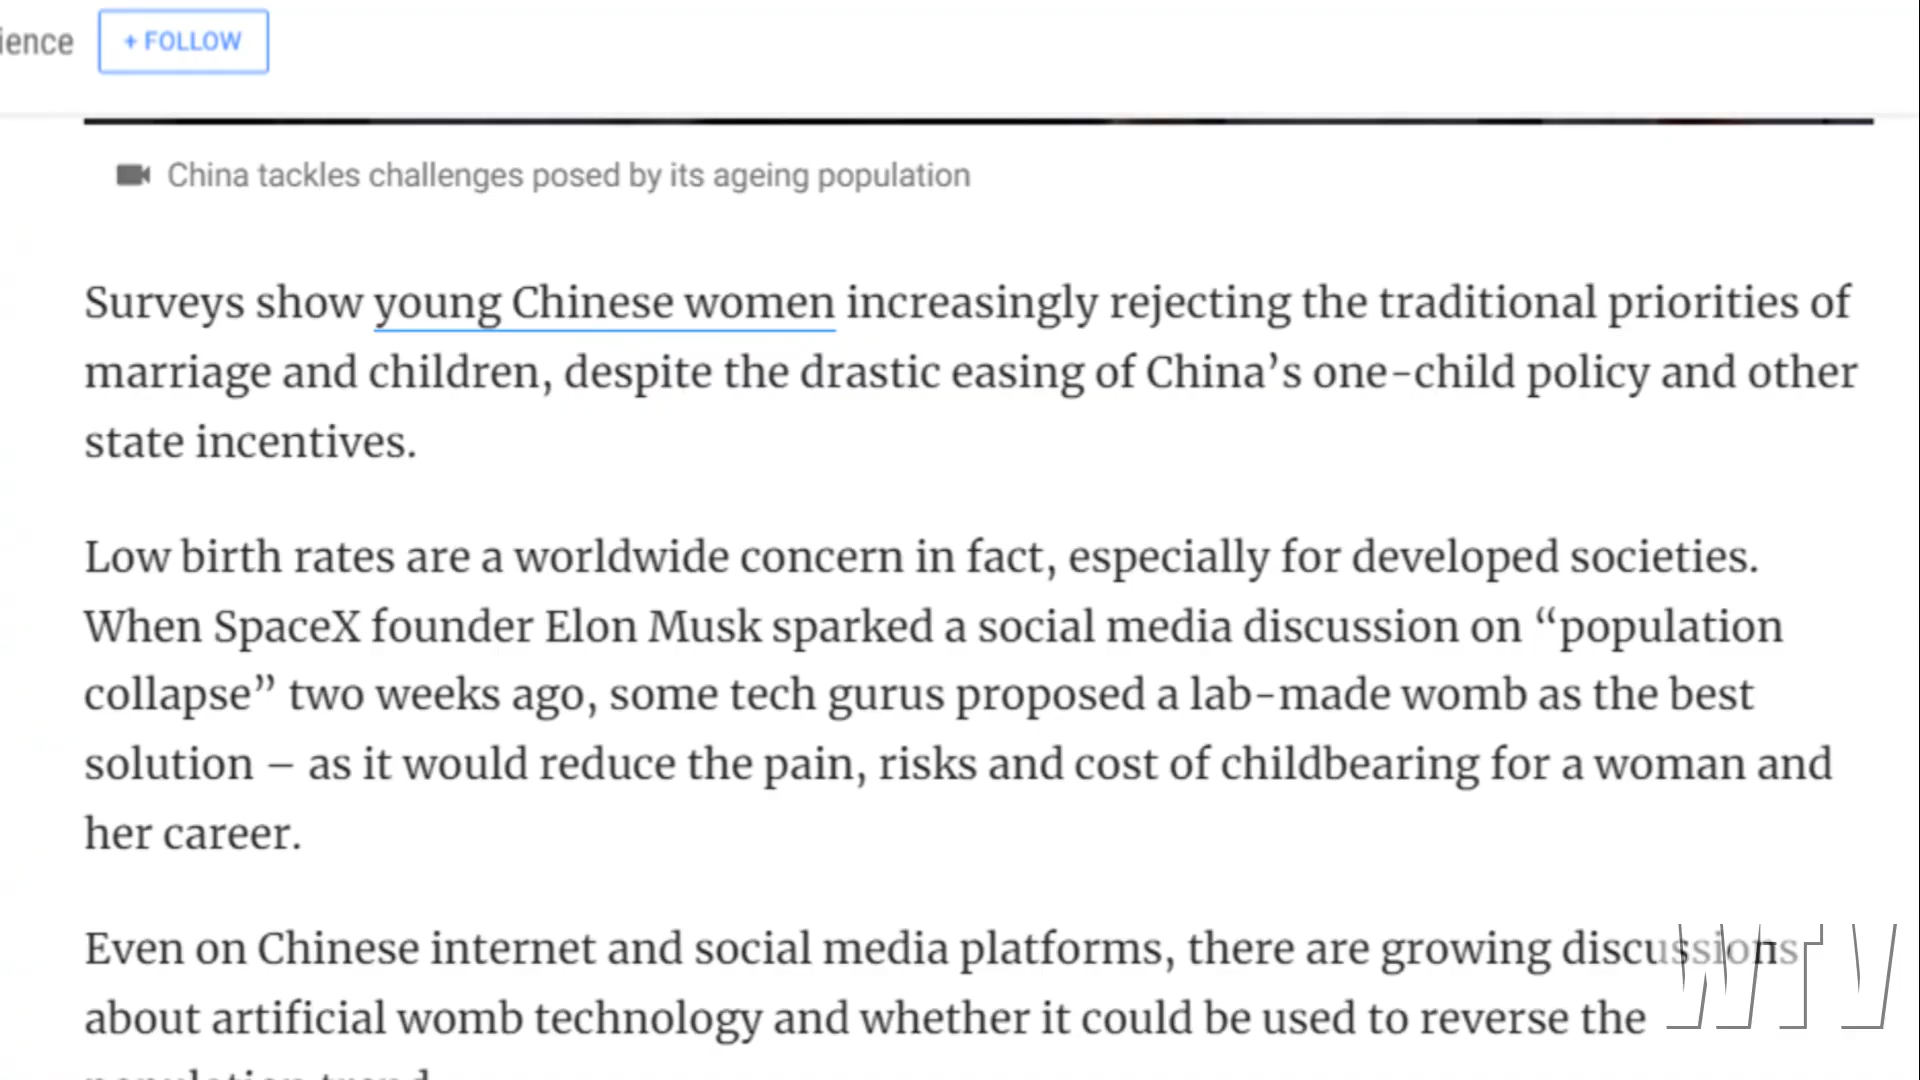 + FOLLOW
China tackles challenges posed by its ageing population
Surveys show young Chinese women increasingly rejecting the traditional priorities of
marriage and children, despite the drastic easing of China’s one-child policy and other
state incentives.
Low birth rates are a worldwide concern in fact, especially for developed societies.
When SpaceX founder Elon Musk sparked a social media discussion on “population
collapse” two weeks ago, some tech gurus proposed a lab-made womb as the best
solution – as it would reduce the pain, risks and cost of childbearing for a woman and
her career.
Even on Chinese internet and social media platforms, there are growing discussions
about artificial womb technology and whether it could be used to reverse the
WTV